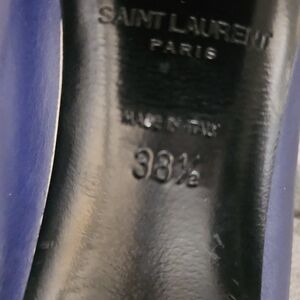 SAINT LAURENT
PARIS
MADE IN ITALY
38½